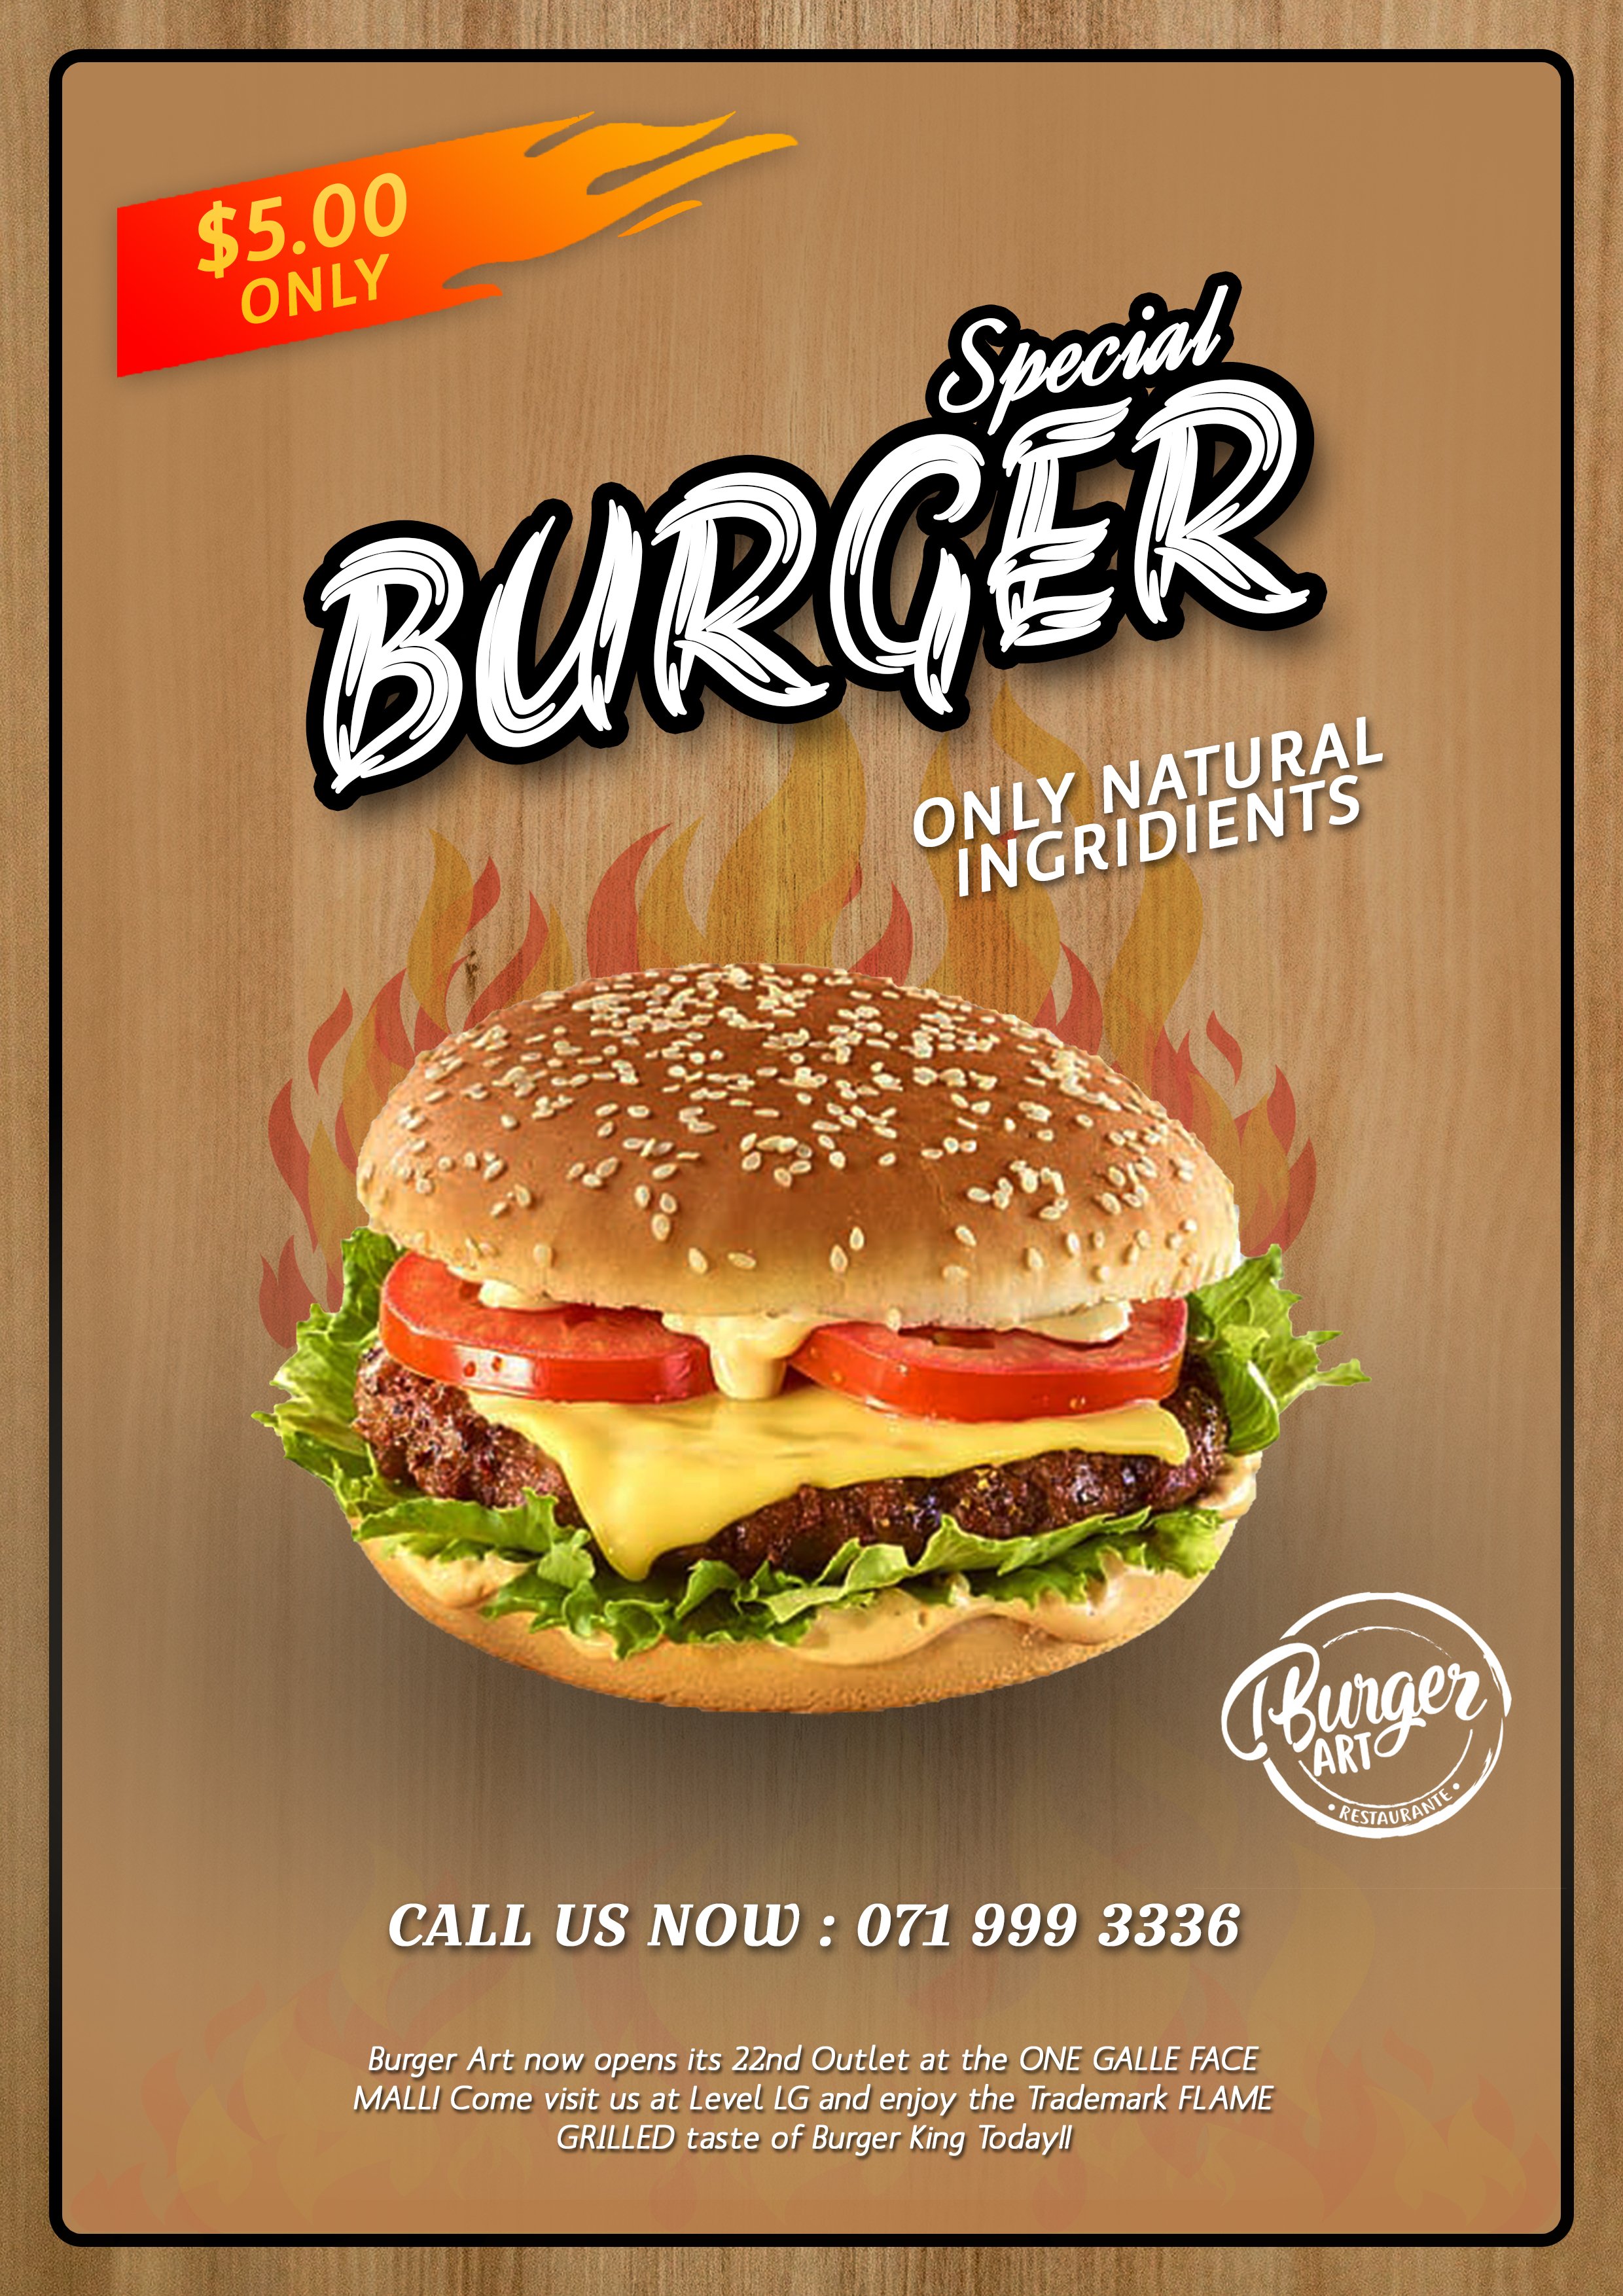 $5.00
ONLY
Special
BURGER
ONLY NATURAL
INGRIDIENTS
Burger
ART
• RESTAURANTE •
CALL US NOW : 071 999 3336
Burger Art now opens its 22nd Outlet at the ONE GALLE FACE
MALLI Come visit us at Level LG and enjoy the Trademark FLAME
GRILLED taste of Burger King Todayll